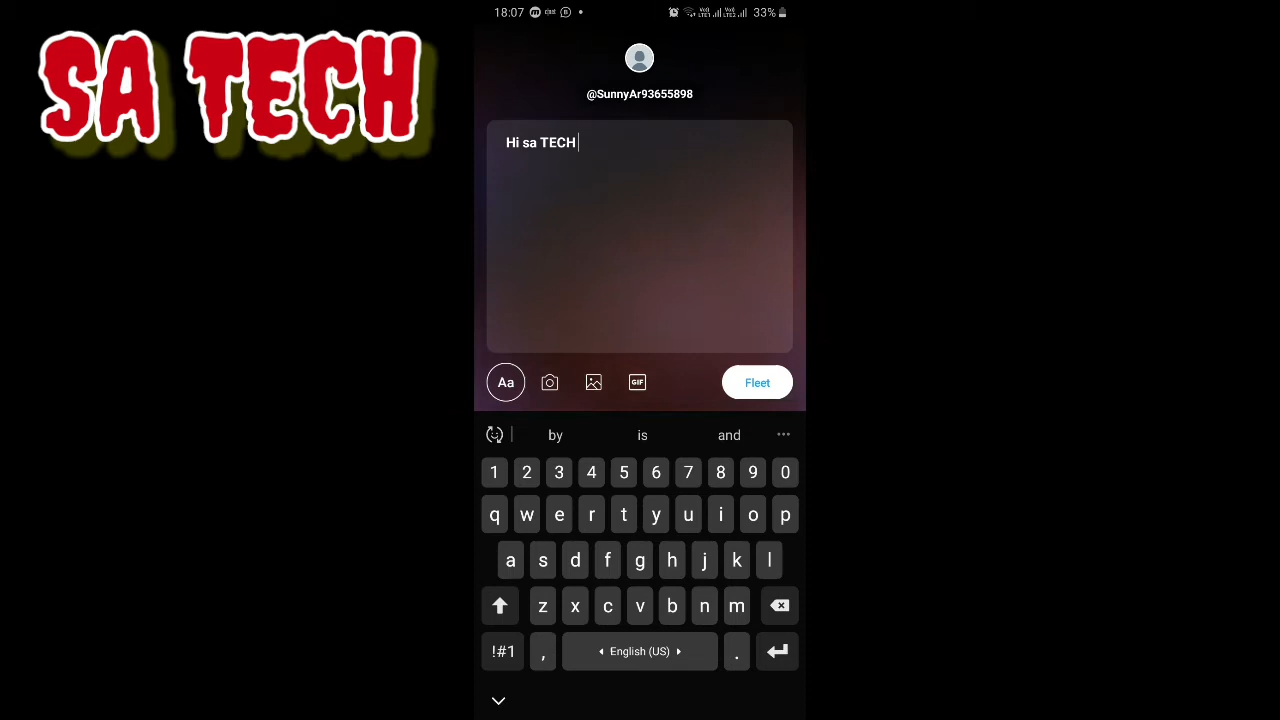 SA TECH
18:07
33%
@SunnyAr93655898
Hi sa TECH
Aa
GIF
Fleet
by is and
1 2 3 4 5 6 7 8 9 0
q w e r t y u i o p
a s d f g h j k l
z x c v b n m
!#1 , English (US) .